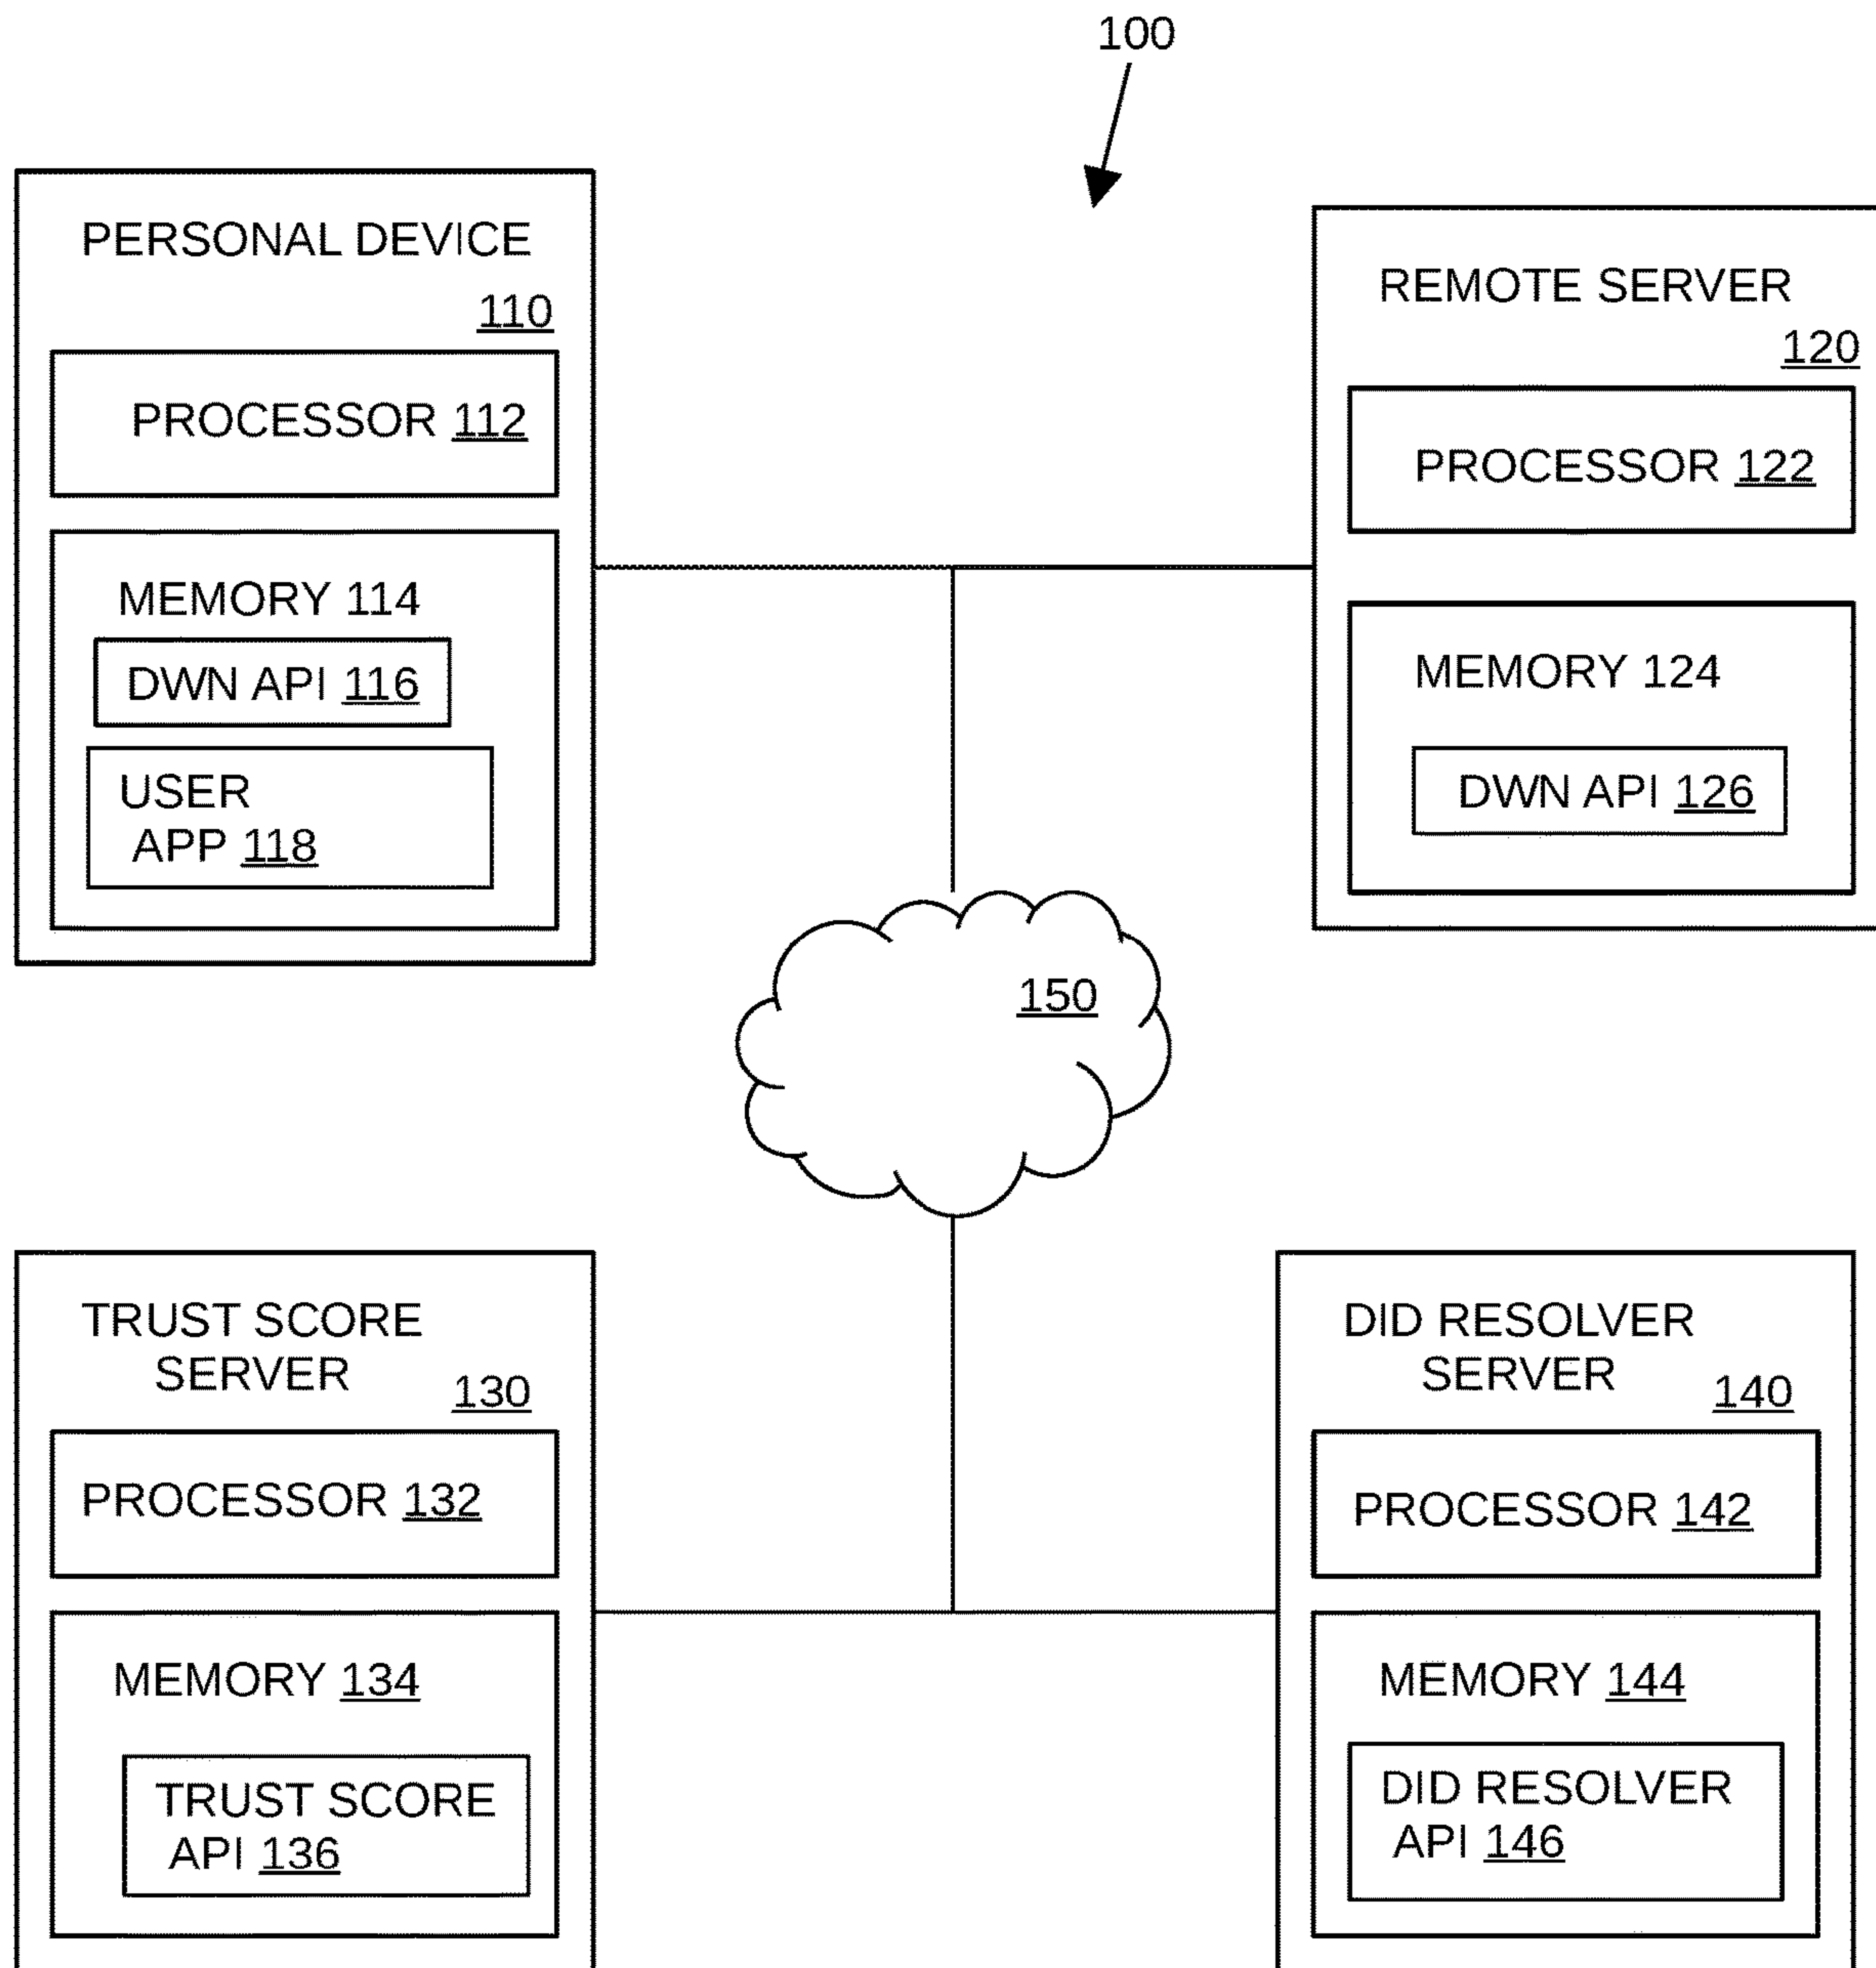 100
PERSONAL DEVICE
110
PROCESSOR 112
MEMORY 114
DWN API 116
USER
APP 118
REMOTE SERVER
120
PROCESSOR 122
MEMORY 124
DWN API 126
150
TRUST SCORE
SERVER
130
PROCESSOR 132
MEMORY 134
TRUST SCORE
API 136
DID RESOLVER
SERVER
140
PROCESSOR 142
MEMORY 144
DID RESOLVER
API 146